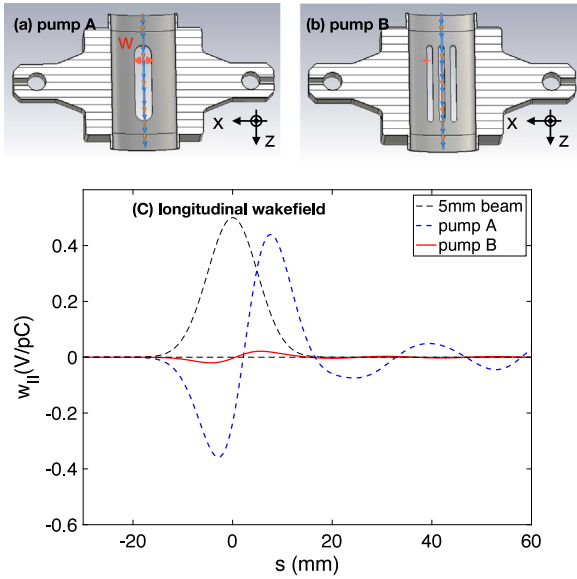 (a) pump A
W
X
Z
(b) pump B
X
Z
(C) longitudinal wakefield
5mm beam
pump A
pump B
0.4
0.2
0
-0.2
-0.4
-0.6
w||(V/pC)
-20 0 20 40 60
s (mm)